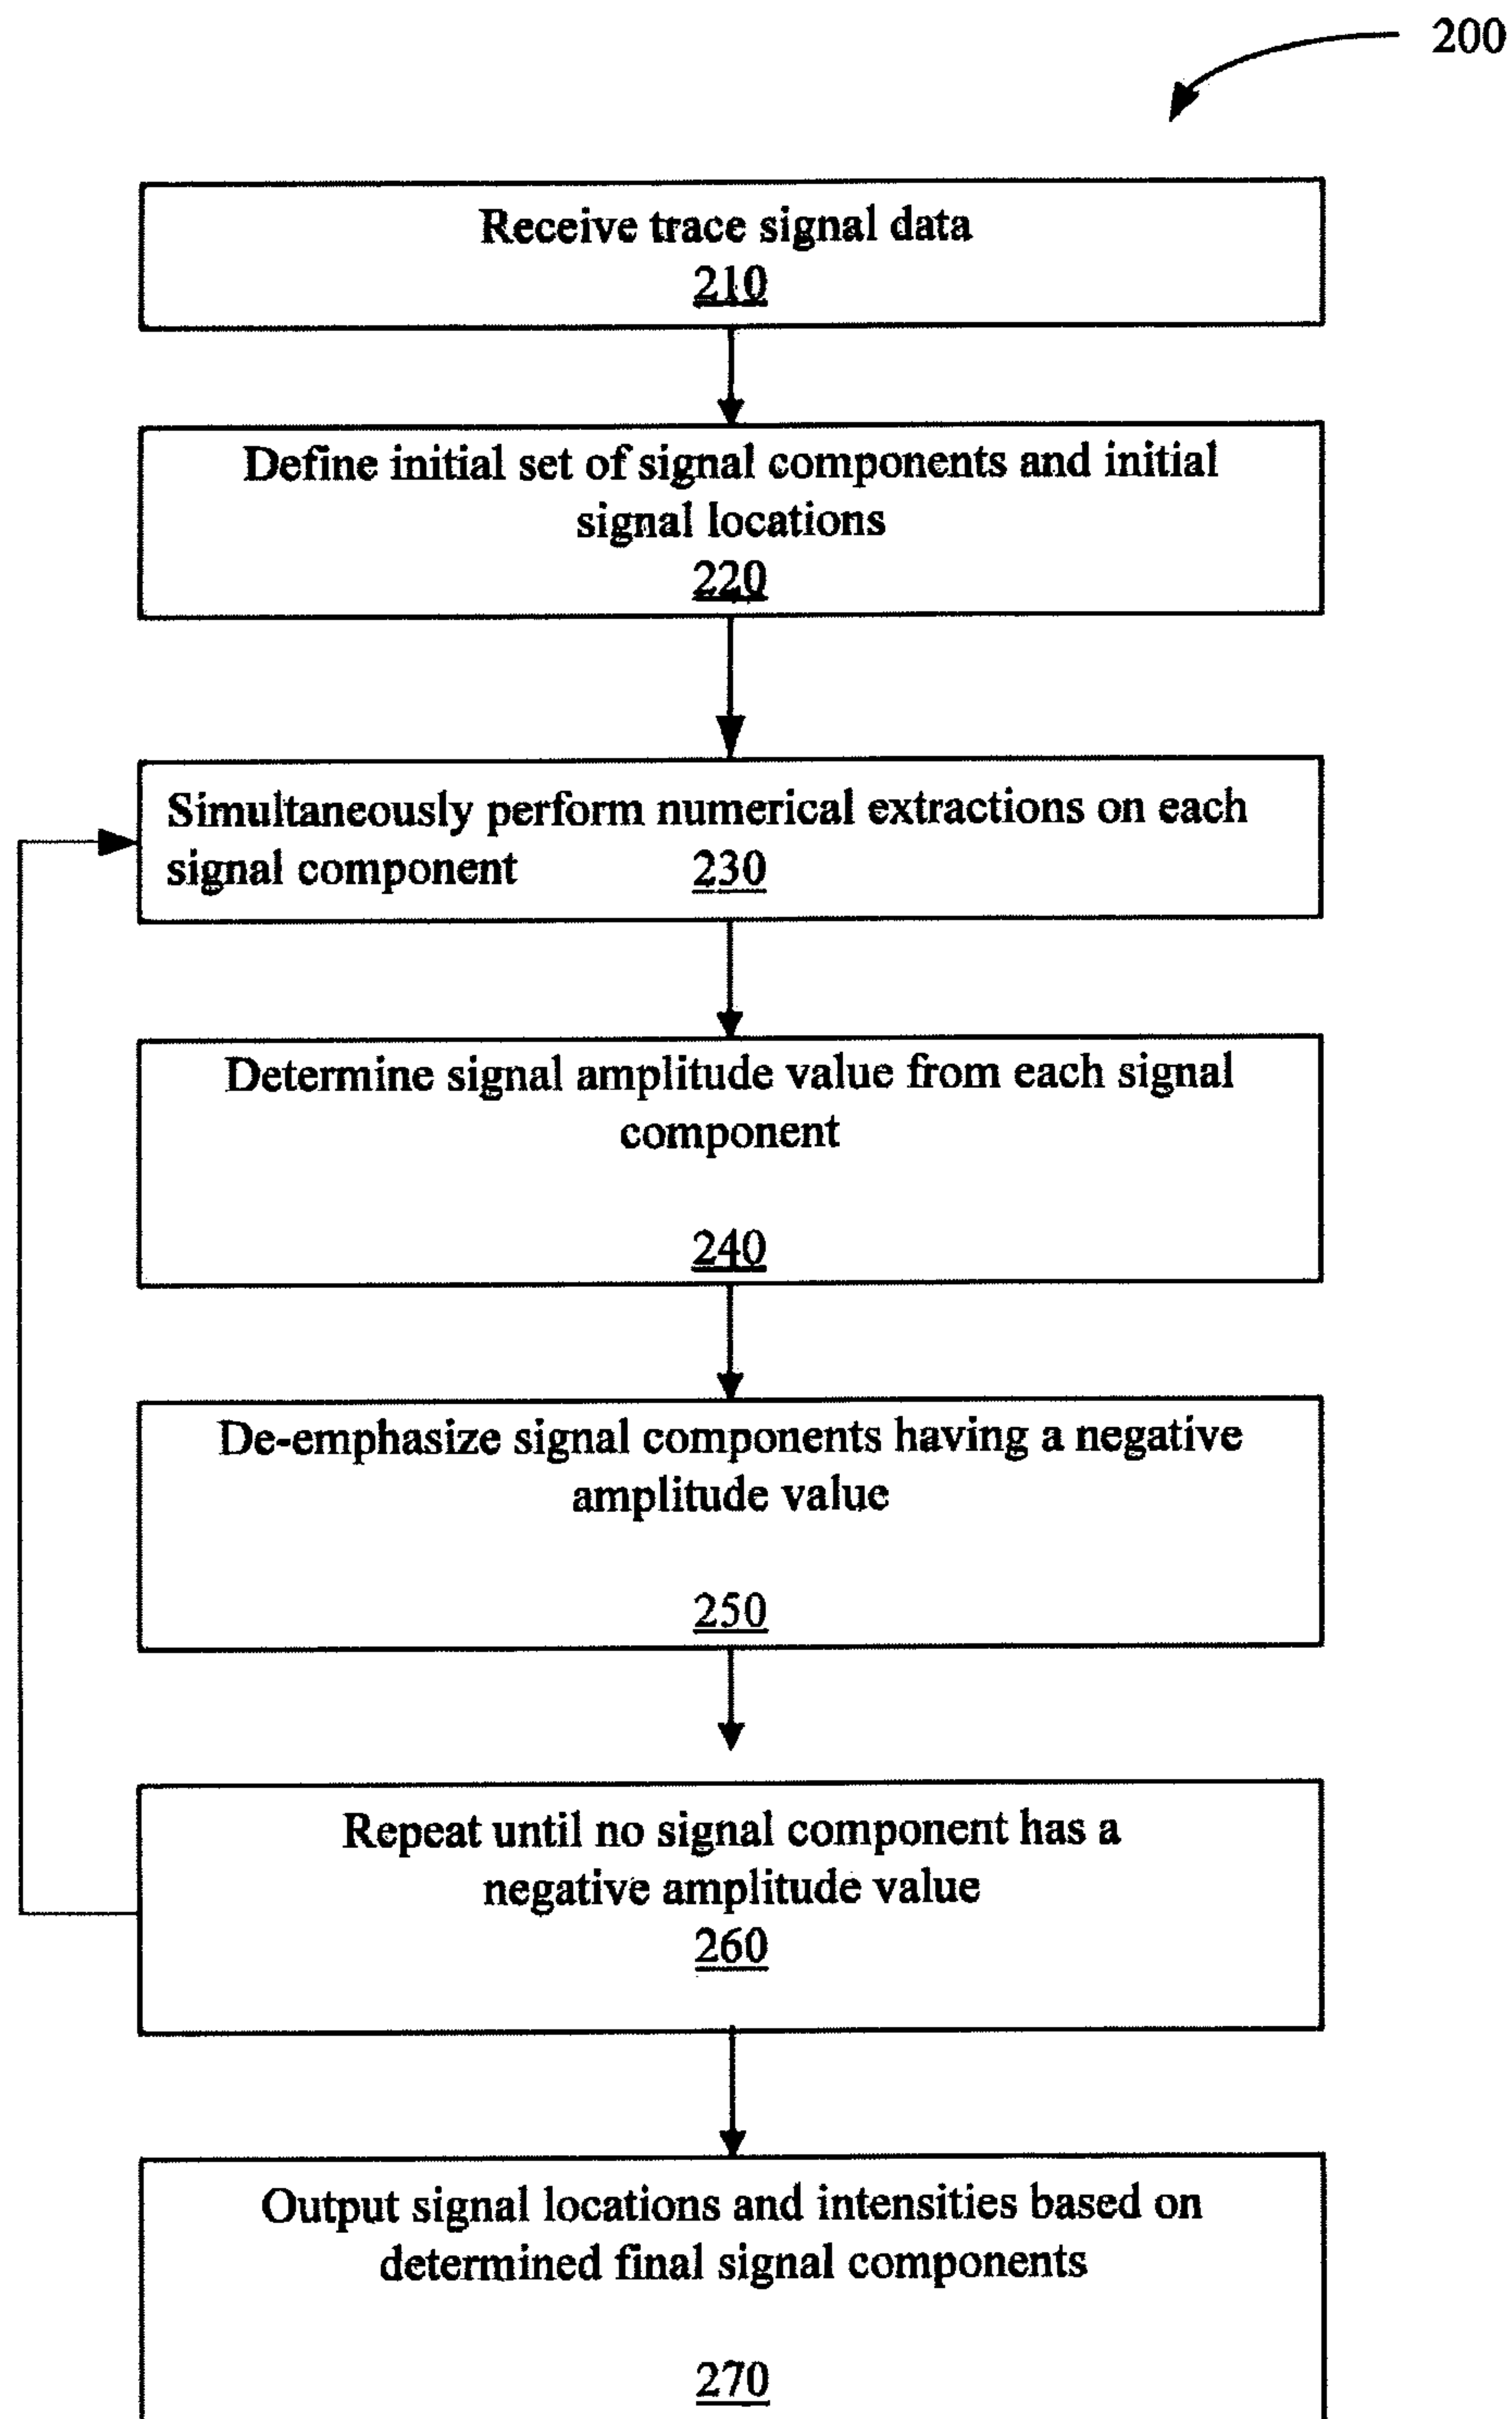 200
Receive trace signal data
210
Define initial set of signal components and initial
signal locations
220
Simultaneously perform numerical extractions on each
signal component 230
Determine signal amplitude value from each signal
component
240
De-emphasize signal components having a negative
amplitude value
250
Repeat until no signal component has a
negative amplitude value
260
Output signal locations and intensities based on
determined final signal components
270